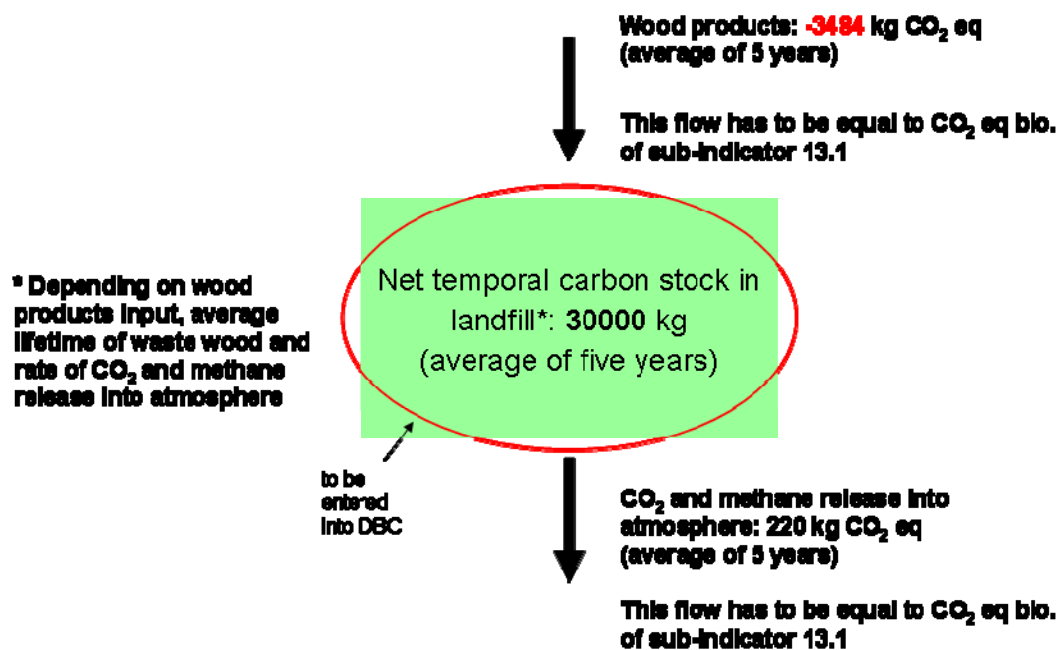 Wood products: -3484 kg CO₂ eq
(average of 5 years)
This flow has to be equal to CO₂ eq bio.
of sub-indicator 13.1
Net temporal carbon stock in
landfill*: 30000 kg
(average of five years)
* Depending on wood
products input, average
lifetime of waste wood and
rate of CO₂ and methane
release into atmosphere
to be
entered
into DBC
CO₂ and methane release into
atmosphere: 220 kg CO₂ eq
(average of 5 years)
This flow has to be equal to CO₂ eq bio.
of sub-indicator 13.1